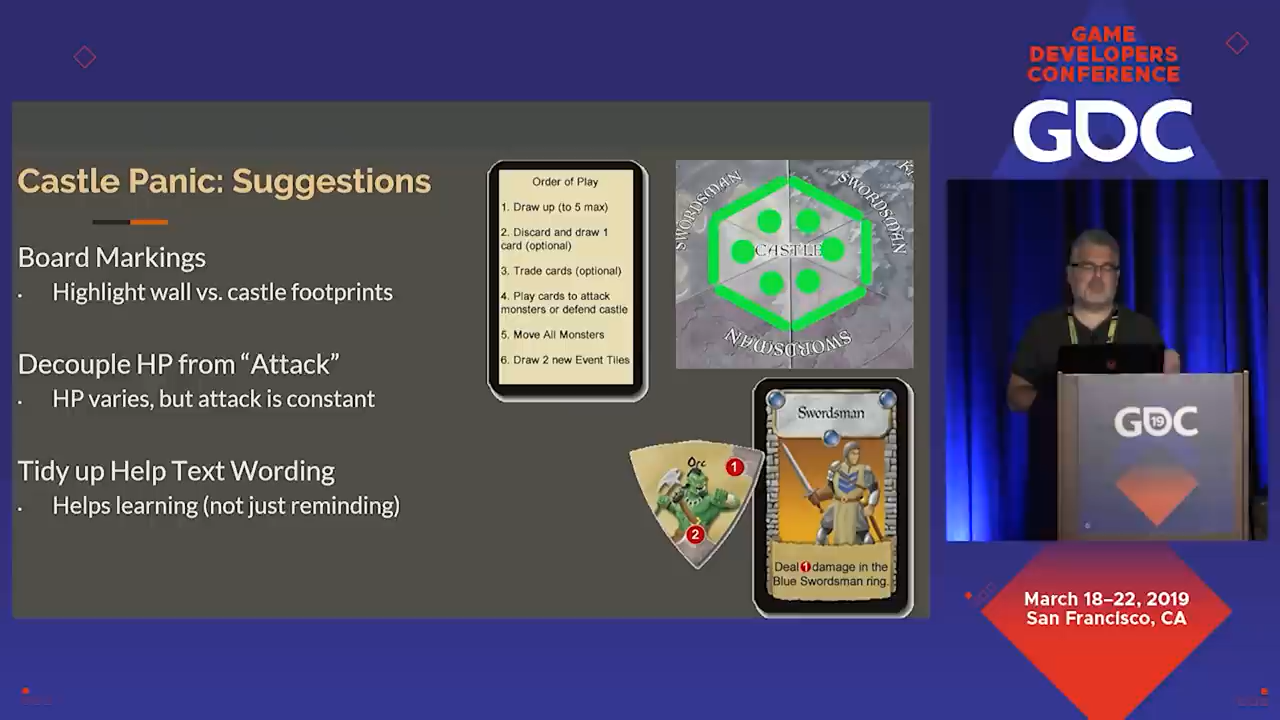 GAME
DEVELOPERS
CONFERENCE
GDC
Castle Panic: Suggestions
Board Markings
· Highlight wall vs. castle footprints
Decouple HP from “Attack”
· HP varies, but attack is constant
Tidy up Help Text Wording
· Helps learning (not just reminding)
Order of Play
1. Draw up (to 5 max)
2. Discard and draw 1
card (optional)
3. Trade cards (optional)
4. Play cards to attack
monsters or defend castle
5. Move All Monsters
6. Draw 2 new Event Tiles
SWORDSMAN
SWORDSMAN
CASTLE
SWORDSMAN
Orc
1
2
Swordsman
Deal 1 damage in the
Blue Swordsman ring.
GDC
19
March 18–22, 2019
San Francisco, CA